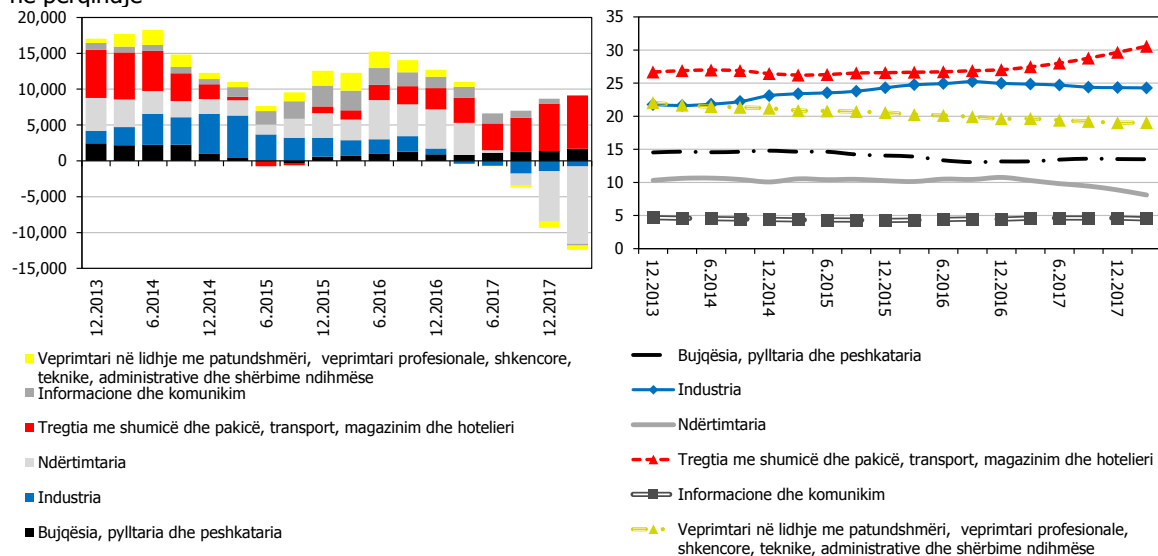 në përqindje
20,000
15,000
10,000
5,000
0
-5,000
-10,000
-15,000
12.2013
6.2014
12.2014
6.2015
12.2015
6.2016
12.2016
6.2017
12.2017
Veprimtari në lidhje me patundshmëri, veprimtari profesionale, shkencore,
teknike, administrative dhe shërbime ndihmëse
Informacione dhe komunikim
Tregtia me shumicë dhe pakicë, transport, magazinim dhe hotelieri
Ndërtimtaria
Industria
Bujqësia, pylltaria dhe peshkataria
35
30
25
20
15
10
5
0
12.2013
6.2014
12.2014
6.2015
12.2015
6.2016
12.2016
6.2017
12.2017
Bujqësia, pylltaria dhe peshkataria
Industria
Ndërtimtaria
Tregtia me shumicë dhe pakicë, transport, magazinim dhe hotelieri
Informacione dhe komunikim
Veprimtari në lidhje me patundshmëri, veprimtari profesionale,
shkencore, teknike, administrative dhe shërbime ndihmëse